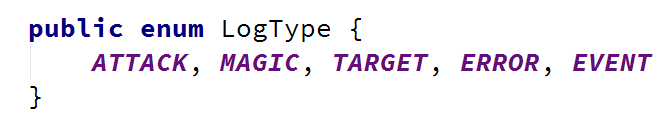 public enum LogType {
    ATTACK, MAGIC, TARGET, ERROR, EVENT
}